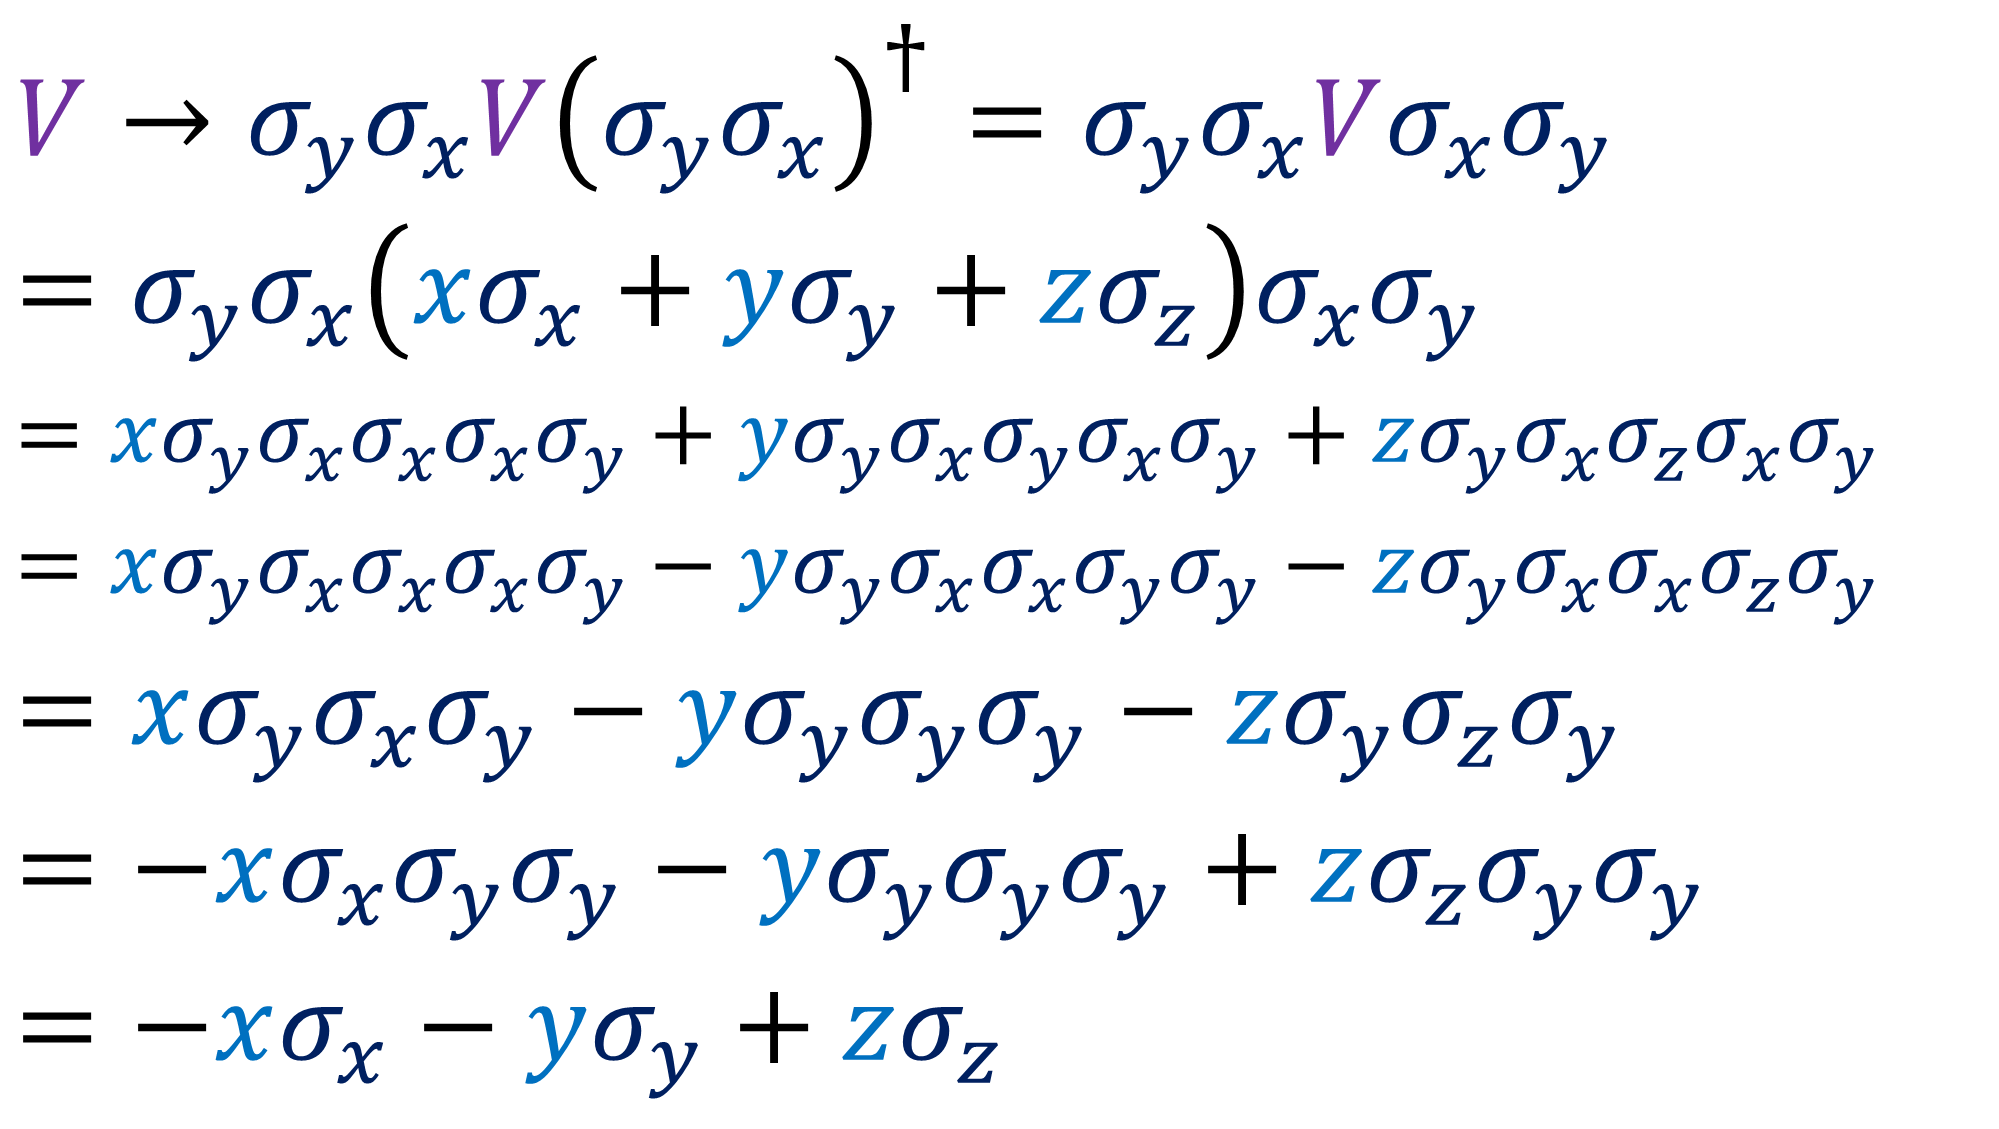 V → σ_y σ_x V (σ_y σ_x)^† = σ_y σ_x V σ_x σ_y
= σ_y σ_x (x σ_x + y σ_y + z σ_z) σ_x σ_y
= x σ_y σ_x σ_x σ_x σ_y + y σ_y σ_x σ_y σ_x σ_y + z σ_y σ_x σ_z σ_x σ_y
= x σ_y σ_x σ_x σ_x σ_y − y σ_y σ_x σ_x σ_y σ_y − z σ_y σ_x σ_x σ_z σ_y
= x σ_y σ_x σ_y − y σ_y σ_y σ_y − z σ_y σ_z σ_y
= −x σ_x σ_y σ_y − y σ_y σ_y σ_y + z σ_z σ_y σ_y
= −x σ_x − y σ_y + z σ_z